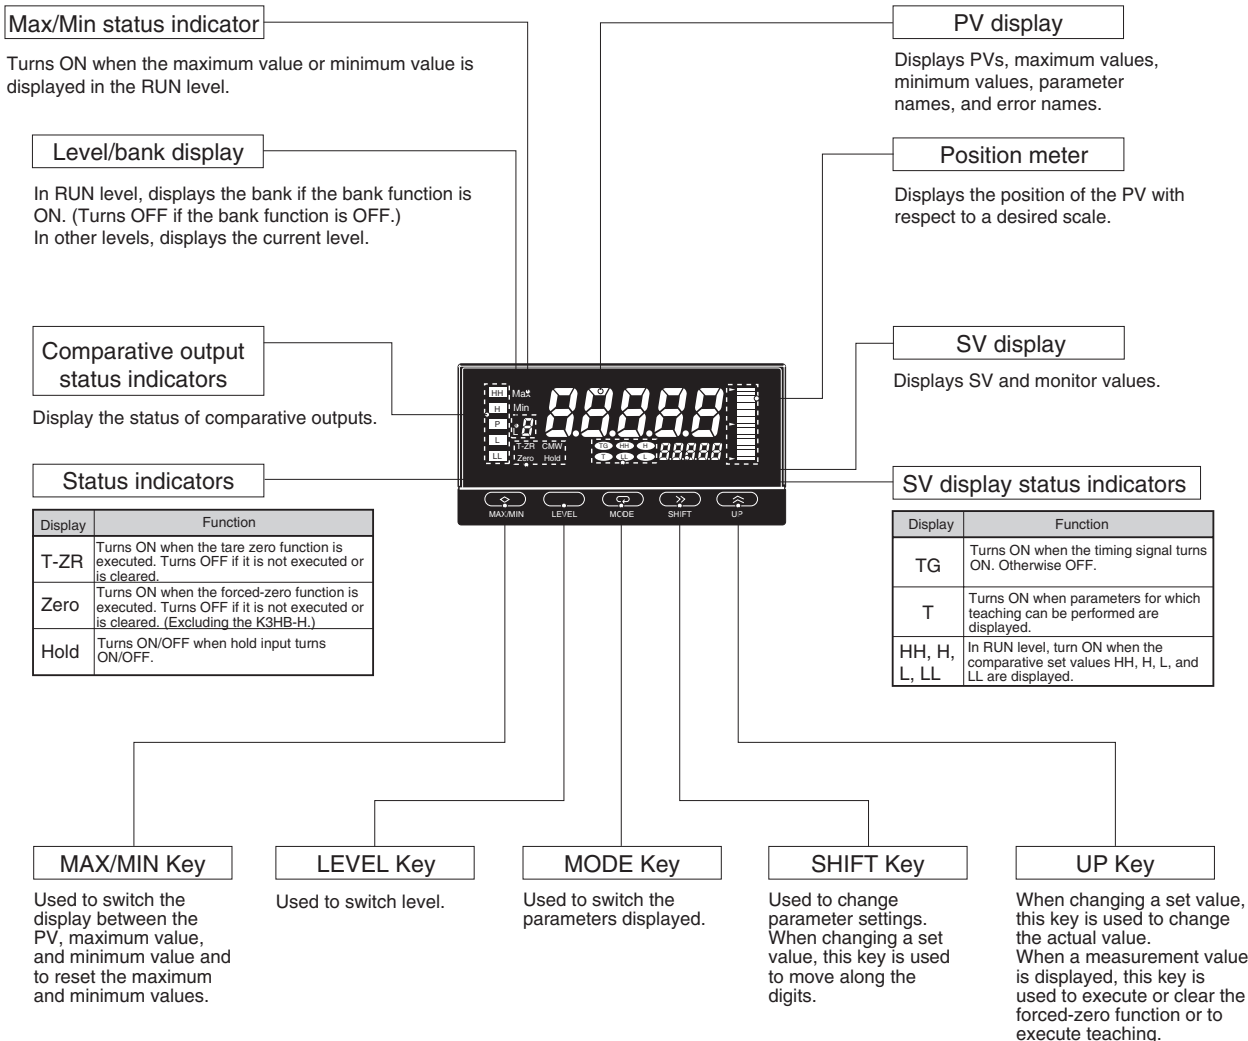 Max/Min status indicator
Turns ON when the maximum value or minimum value is
displayed in the RUN level.
PV display
Displays PVs, maximum values,
minimum values, parameter
names, and error names.
Level/bank display
In RUN level, displays the bank if the bank function is
ON. (Turns OFF if the bank function is OFF.)
In other levels, displays the current level.
Position meter
Displays the position of the PV with
respect to a desired scale.
Comparative output
status indicators
Display the status of comparative outputs.
SV display
Displays SV and monitor values.
HH
H
P
L
LL
Max
Min
T-ZR CMW
Zero Hold
TG HH H
T LL L
MAX/MIN LEVEL MODE SHIFT UP
Status indicators
Display Function
T-ZR
Turns ON when the tare zero function is
executed. Turns OFF if it is not executed or
is cleared.
Zero
Turns ON when the forced-zero function is
executed. Turns OFF if it is not executed or
is cleared. (Excluding the K3HB-H.)
Hold
Turns ON/OFF when hold input turns
ON/OFF.
SV display status indicators
Display Function
TG
Turns ON when the timing signal turns
ON. Otherwise OFF.
T
Turns ON when parameters for which
teaching can be performed are
displayed.
HH, H,
L, LL
In RUN level, turn ON when the
comparative set values HH, H, L, and
LL are displayed.
MAX/MIN Key
Used to switch the
display between the
PV, maximum value,
and minimum value and
to reset the maximum
and minimum values.
LEVEL Key
Used to switch level.
MODE Key
Used to switch the
parameters displayed.
SHIFT Key
Used to change
parameter settings.
When changing a set
value, this key is used
to move along the
digits.
UP Key
When changing a set value,
this key is used to change
the actual value.
When a measurement value
is displayed, this key is
used to execute or clear the
forced-zero function or to
execute teaching.